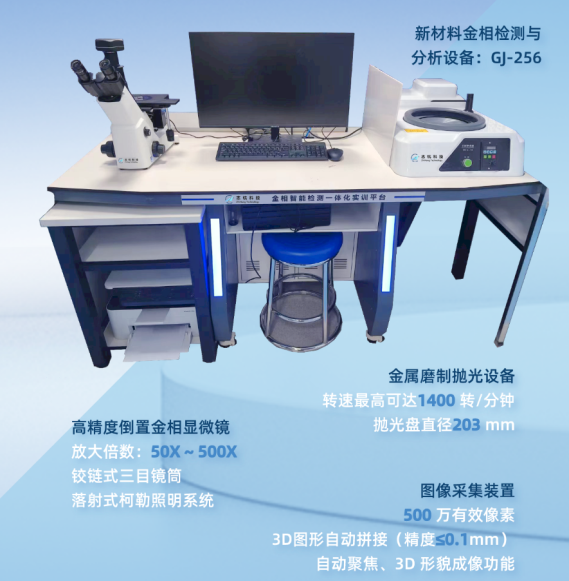 新材料金相检测与
分析设备：GJ-256
金相智能检测一体化实训平台
金属磨制抛光设备
转速最高可达1400 转/分钟
抛光盘直径203 mm
高精度倒置金相显微镜
放大倍数：50X ~ 500X
铰链式三目镜筒
落射式柯勒照明系统
图像采集装置
500 万有效像素
3D图形自动拼接（精度≤0.1mm）
自动聚焦、3D 形貌成像功能